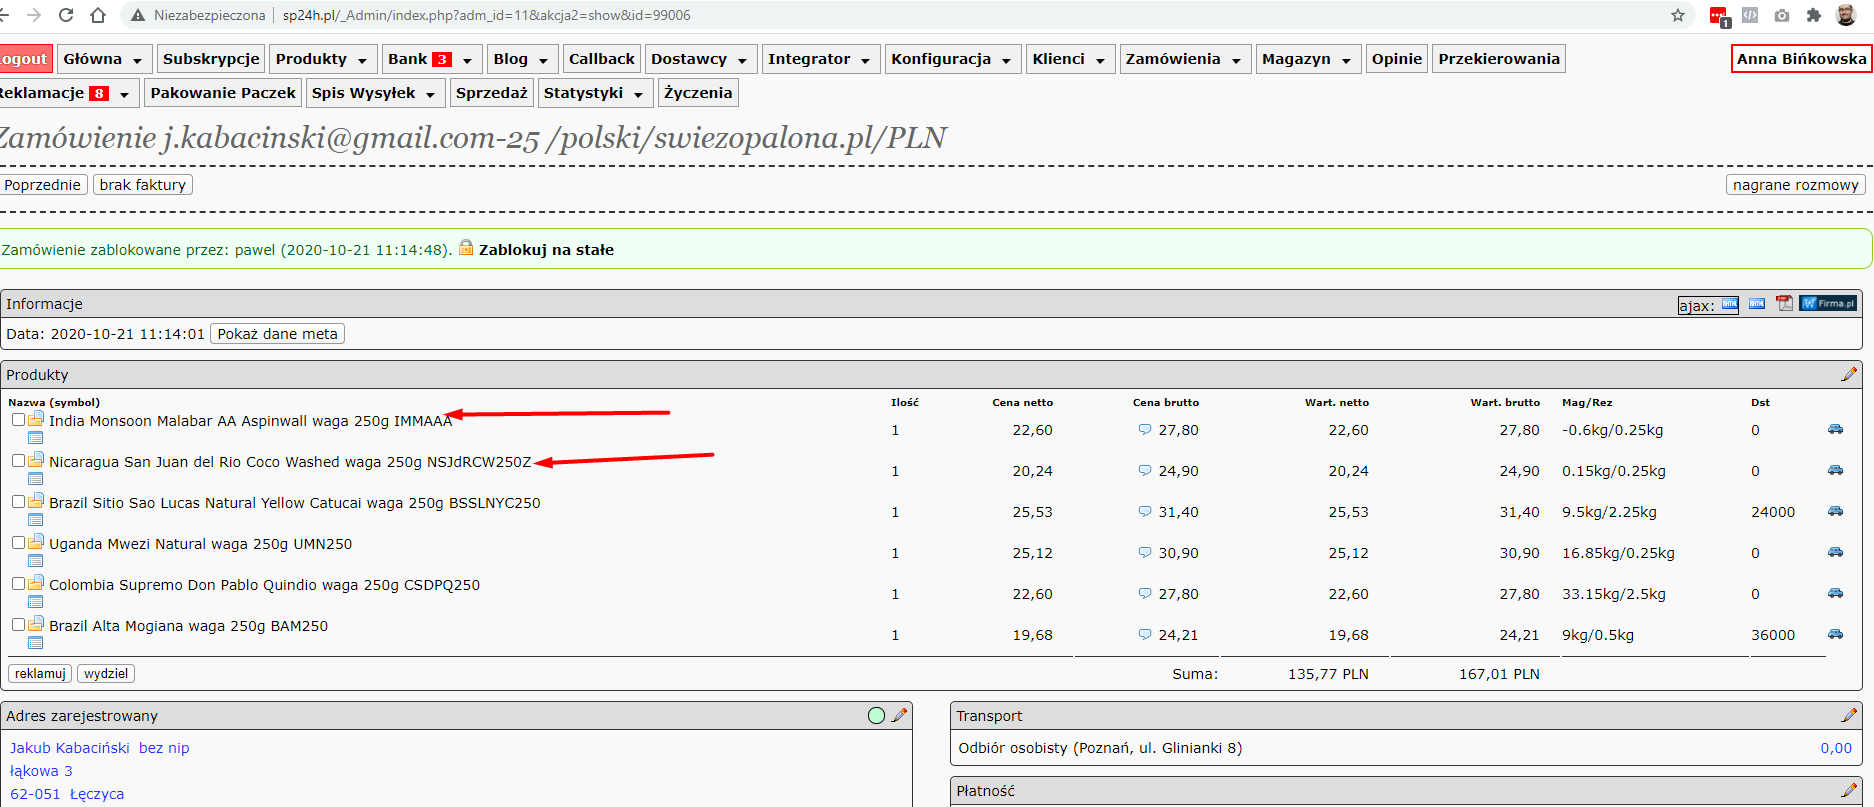 Niezabezpieczona sp24h.pl/_Admin/index.php?adm_id=11&akcja2=show&id=99006
1
ogout Główna Subskrypcje Produkty Bank 3 Blog Callback Dostawcy Integrator Konfiguracja Klienci Zamówienia Magazyn Opinie Przekierowania Anna Bińkowska
Reklamacje 8 Pakowanie Paczek Spis Wysyłek Sprzedaż Statystyki Życzenia
Zamówienie j.kabacinski@gmail.com-25 /polski/swiezopalona.pl/PLN
Poprzednie brak faktury nagrane rozmowy
Zamówienie zablokowane przez: pawel (2020-10-21 11:14:48). Zablokuj na stałe
Informacje ajax: XHTML XHTML PDF W Firma.pl
Data: 2020-10-21 11:14:01 Pokaż dane meta
Produkty
Nazwa (symbol) Ilość Cena netto Cena brutto Wart. netto Wart. brutto Mag/Rez Dst
India Monsoon Malabar AA Aspinwall waga 250g IMMAAA 1 22,60 27,80 22,60 27,80 -0.6kg/0.25kg 0
Nicaragua San Juan del Rio Coco Washed waga 250g NSJdRCW250Z 1 20,24 24,90 20,24 24,90 0.15kg/0.25kg 0
Brazil Sitio Sao Lucas Natural Yellow Catucai waga 250g BSSLNYC250 1 25,53 31,40 25,53 31,40 9.5kg/2.25kg 24000
Uganda Mwezi Natural waga 250g UMN250 1 25,12 30,90 25,12 30,90 16.85kg/0.25kg 0
Colombia Supremo Don Pablo Quindio waga 250g CSDPQ250 1 22,60 27,80 22,60 27,80 33.15kg/2.5kg 0
Brazil Alta Mogiana waga 250g BAM250 1 19,68 24,21 19,68 24,21 9kg/0.5kg 36000
reklamuj wydziel Suma: 135,77 PLN 167,01 PLN
Adres zarejestrowany
Jakub Kabaciński bez nip
łąkowa 3
62-051 Łęczyca
Transport
Odbiór osobisty (Poznań, ul. Glinianki 8) 0,00
Płatność